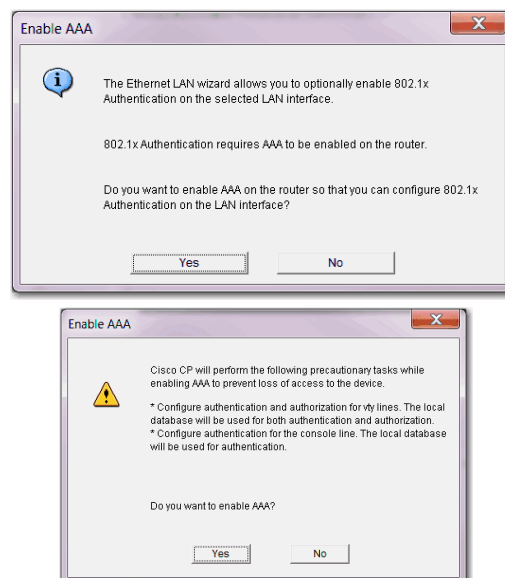 Enable AAA
The Ethernet LAN wizard allows you to optionally enable 802.1x
Authentication on the selected LAN interface.
802.1x Authentication requires AAA to be enabled on the router.
Do you want to enable AAA on the router so that you can configure 802.1x
Authentication on the LAN interface?
Yes
No
Enable AAA
Cisco CP will perform the following precautionary tasks while
enabling AAA to prevent loss of access to the device.
* Configure authentication and authorization for vty lines. The local
database will be used for both authentication and authorization.
* Configure authentication for the console line. The local database
will be used for authentication.
Do you want to enable AAA?
Yes
No